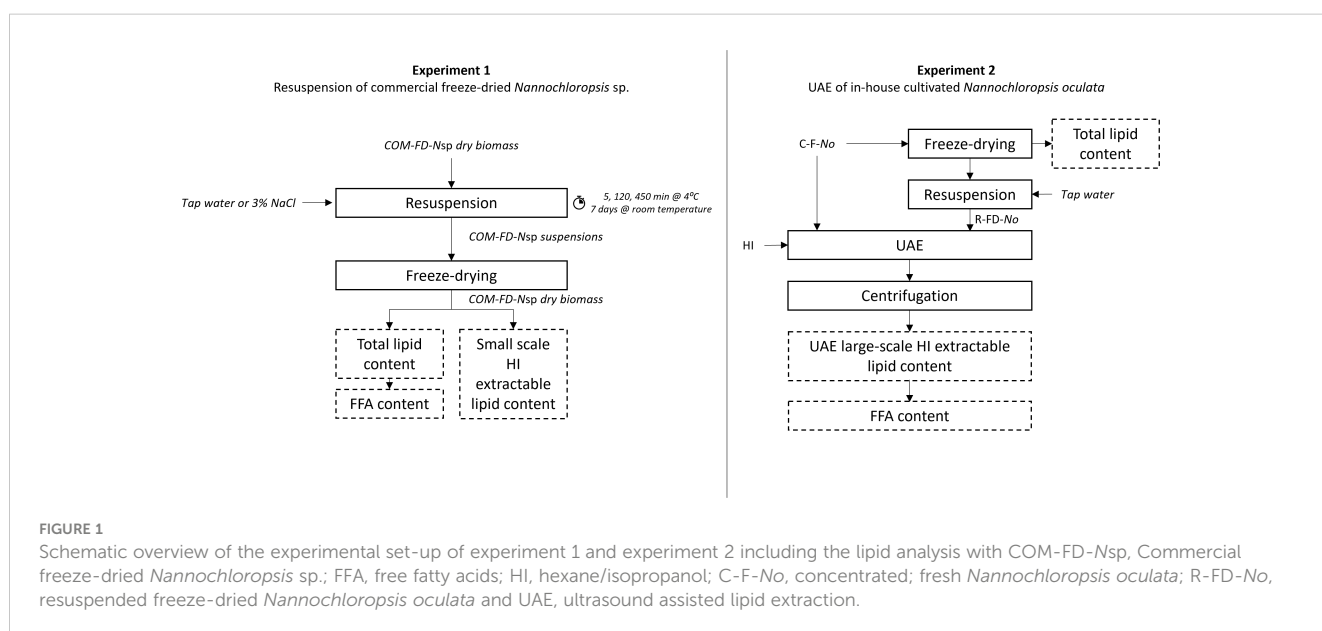 Experiment 1
Resuspension of commercial freeze-dried Nannochloropsis sp.
COM-FD-Nsp dry biomass
Tap water or 3% NaCl
Resuspension
5, 120, 450 min @ 4°C
7 days @ room temperature
COM-FD-Nsp suspensions
Freeze-drying
COM-FD-Nsp dry biomass
Total lipid
content
FFA content
Small scale
HI
extractable
lipid content
Experiment 2
UAE of in-house cultivated Nannochloropsis oculata
C-F-No
Freeze-drying
Total lipid
content
Resuspension
Tap water
R-FD-No
HI
UAE
Centrifugation
UAE large-scale HI extractable
lipid content
FFA content
FIGURE 1
Schematic overview of the experimental set-up of experiment 1 and experiment 2 including the lipid analysis with COM-FD-Nsp, Commercial
freeze-dried Nannochloropsis sp.; FFA, free fatty acids; HI, hexane/isopropanol; C-F-No, concentrated; fresh Nannochloropsis oculata; R-FD-No,
resuspended freeze-dried Nannochloropsis oculata and UAE, ultrasound assisted lipid extraction.